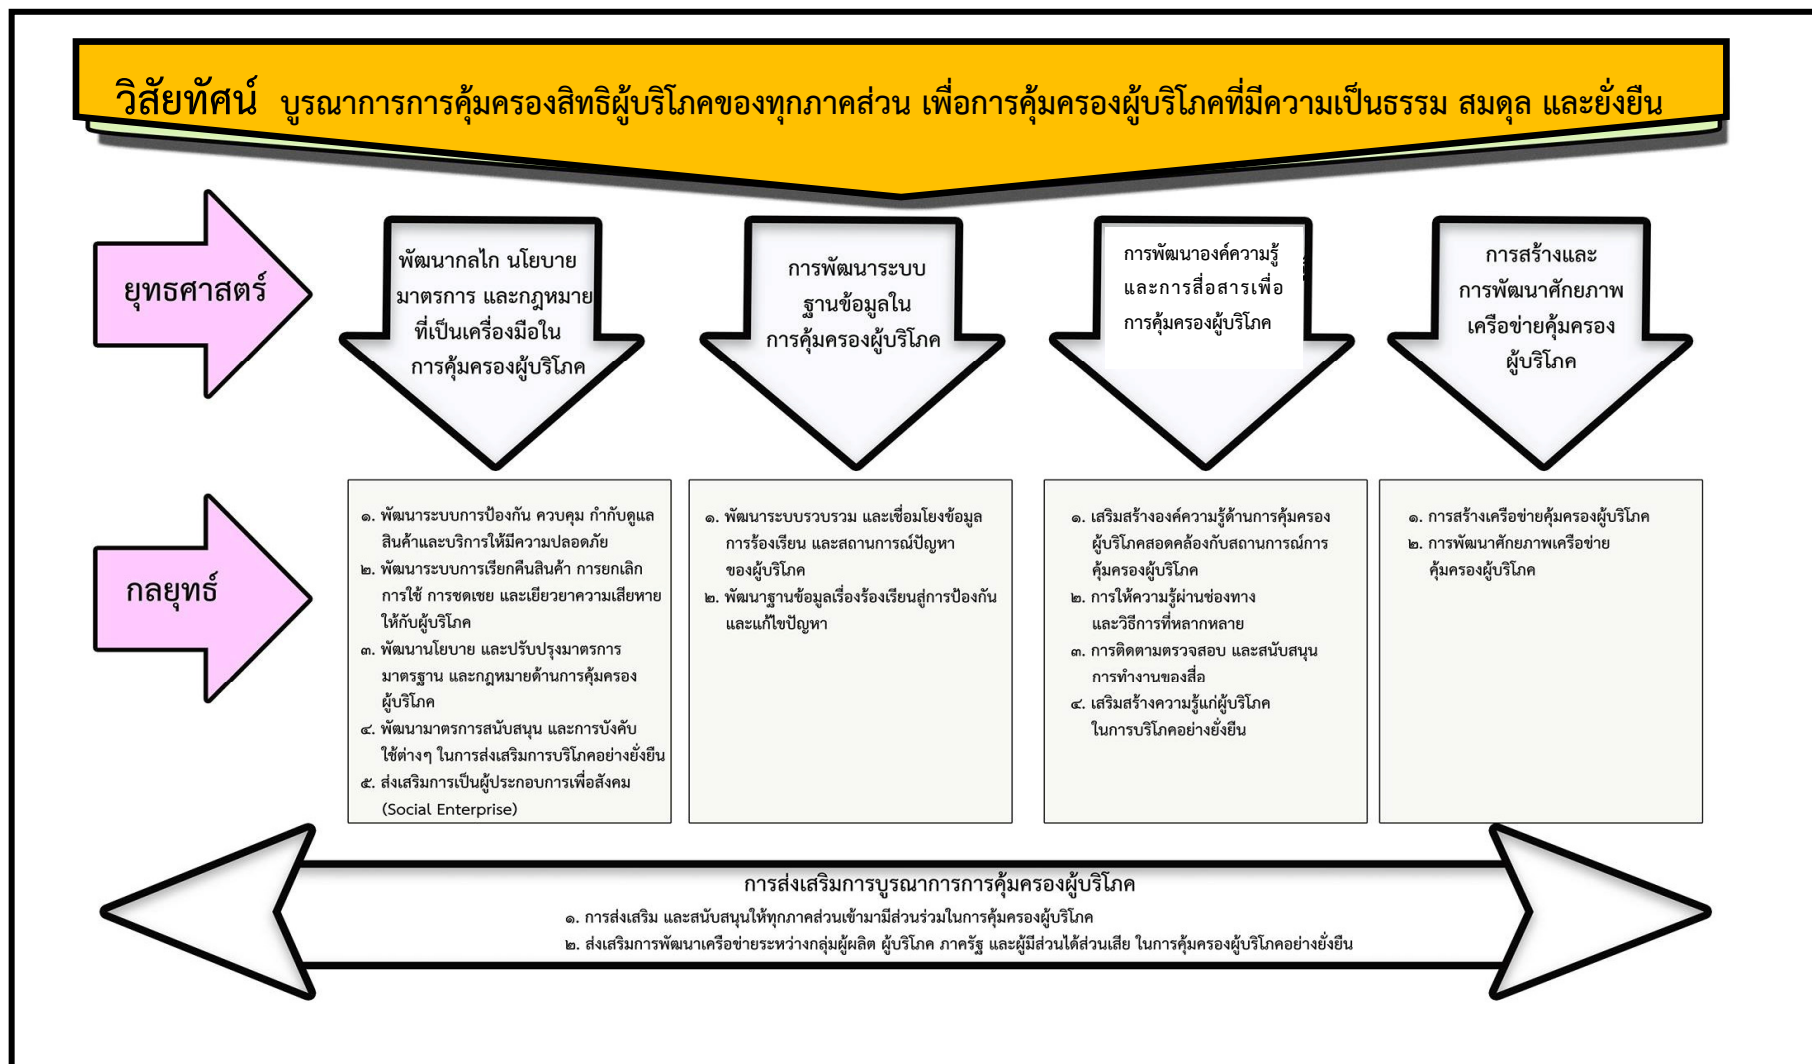 วิสัยทัศน์ บูรณาการการคุ้มครองสิทธิผู้บริโภคของทุกภาคส่วน เพื่อการคุ้มครองผู้บริโภคที่มีความเป็นธรรม สมดุล และยั่งยืน
ยุทธศาสตร์
พัฒนากลไก นโยบาย
มาตรการ และกฎหมาย
ที่เป็นเครื่องมือใน
การคุ้มครองผู้บริโภค
การพัฒนาระบบ
ฐานข้อมูลใน
การคุ้มครองผู้บริโภค
การพัฒนาองค์ความรู้
และการสื่อสารเพื่อ
การคุ้มครองผู้บริโภค
การสร้างและ
การพัฒนาศักยภาพ
เครือข่ายคุ้มครอง
ผู้บริโภค
กลยุทธ์
๑. พัฒนาระบบการป้องกัน ควบคุม กำกับดูแล
สินค้าและบริการให้มีความปลอดภัย
๒. พัฒนาระบบการเรียกคืนสินค้า การยกเลิก
การใช้ การชดเชย และเยียวยาความเสียหาย
ให้กับผู้บริโภค
๓. พัฒนานโยบาย และปรับปรุงมาตรการ
มาตรฐาน และกฎหมายด้านการคุ้มครอง
ผู้บริโภค
๔. พัฒนามาตรการสนับสนุน และการบังคับ
ใช้ต่างๆ ในการส่งเสริมการบริโภคอย่างยั่งยืน
๕. ส่งเสริมการเป็นผู้ประกอบการเพื่อสังคม
(Social Enterprise)
๑. พัฒนาระบบรวบรวม และเชื่อมโยงข้อมูล
การร้องเรียน และสถานการณ์ปัญหา
ของผู้บริโภค
๒. พัฒนาฐานข้อมูลเรื่องร้องเรียนสู่การป้องกัน
และแก้ไขปัญหา
๑. เสริมสร้างองค์ความรู้ด้านการคุ้มครอง
ผู้บริโภคสอดคล้องกับสถานการณ์การ
คุ้มครองผู้บริโภค
๒. การให้ความรู้ผ่านช่องทาง
และวิธีการที่หลากหลาย
๓. การติดตามตรวจสอบ และสนับสนุน
การทำงานของสื่อ
๔. เสริมสร้างความรู้แก่ผู้บริโภค
ในการบริโภคอย่างยั่งยืน
๑. การสร้างเครือข่ายคุ้มครองผู้บริโภค
๒. การพัฒนาศักยภาพเครือข่าย
คุ้มครองผู้บริโภค
การส่งเสริมการบูรณาการการคุ้มครองผู้บริโภค
๑. การส่งเสริม และสนับสนุนให้ทุกภาคส่วนเข้ามามีส่วนร่วมในการคุ้มครองผู้บริโภค
๒. ส่งเสริมการพัฒนาเครือข่ายระหว่างกลุ่มผู้ผลิต ผู้บริโภค ภาครัฐ และผู้มีส่วนได้ส่วนเสีย ในการคุ้มครองผู้บริโภคอย่างยั่งยืน